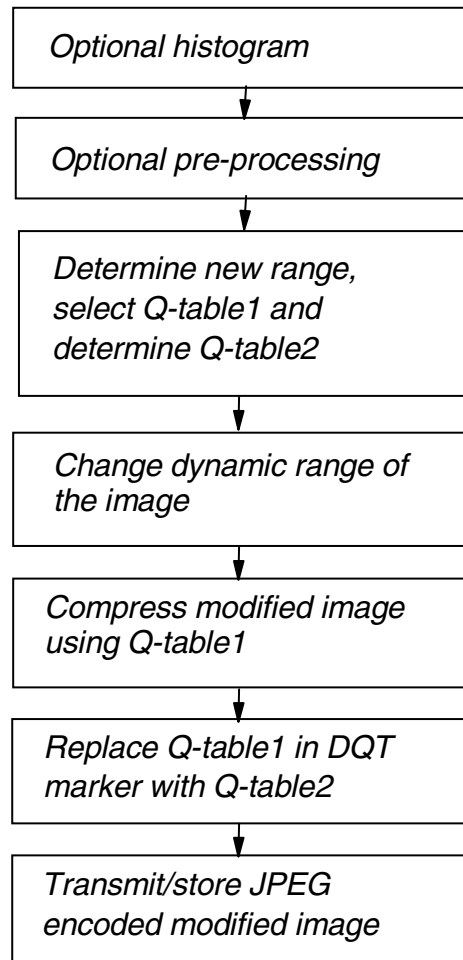 Optional histogram
Optional pre-processing
Determine new range,
select Q-table1 and
determine Q-table2
Change dynamic range of
the image
Compress modified image
using Q-table1
Replace Q-table1 in DQT
marker with Q-table2
Transmit/store JPEG
encoded modified image